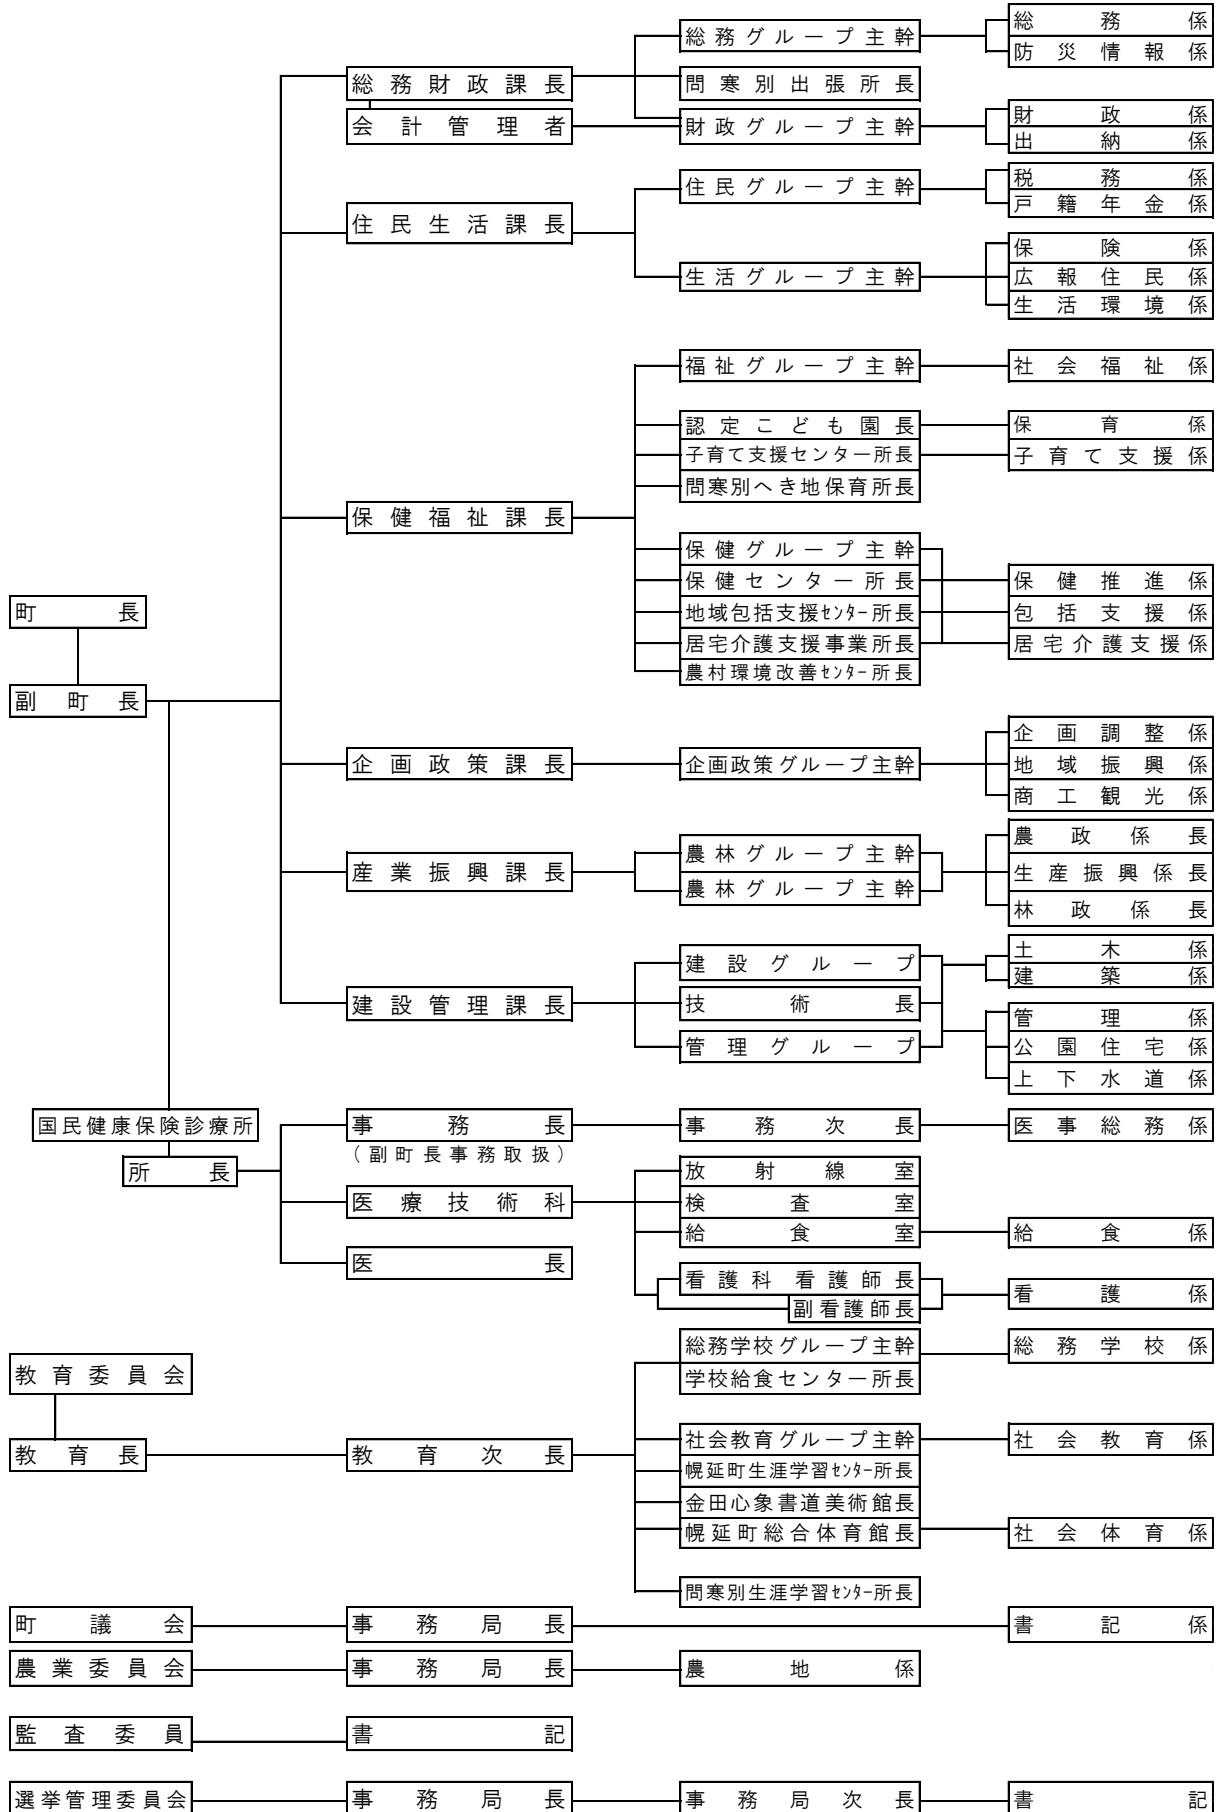 総務グループ主幹
総務係
防災情報係
総務財政課長
問寒別出張所長
会計管理者
財政グループ主幹
財政係
出納係
住民生活課長
住民グループ主幹
税務係
戸籍年金係
生活グループ主幹
保険係
広報住民係
生活環境係
保健福祉課長
福祉グループ主幹
社会福祉係
認定こども園長
保育係
子育て支援センター所長
子育て支援係
問寒別へき地保育所長
保健グループ主幹
保健センター所長
保健推進係
地域包括支援ｾﾝﾀｰ所長
包括支援係
居宅介護支援事業所長
居宅介護支援係
農村環境改善ｾﾝﾀｰ所長
町長
副町長
企画政策課長
企画政策グループ主幹
企画調整係
地域振興係
商工観光係
産業振興課長
農林グループ主幹
農林グループ主幹
農政係長
生産振興係長
林政係長
建設管理課長
建設グループ
技術長
管理グループ
土木係
建築係
管理係
公園住宅係
上下水道係
国民健康保険診療所
所長
事務長
（副町長事務取扱）
事務次長
医事総務係
医療技術科
放射線室
検査室
給食室
給食係
医長
看護科 看護師長
副看護師長
看護係
教育委員会
教育長
教育次長
総務学校グループ主幹
総務学校係
学校給食センター所長
社会教育グループ主幹
社会教育係
幌延町生涯学習ｾﾝﾀｰ所長
金田心象書道美術館長
幌延町総合体育館長
社会体育係
問寒別生涯学習ｾﾝﾀｰ所長
町議会
事務局長
書記係
農業委員会
事務局長
農地係
監査委員
書記
選挙管理委員会
事務局長
事務局次長
書記